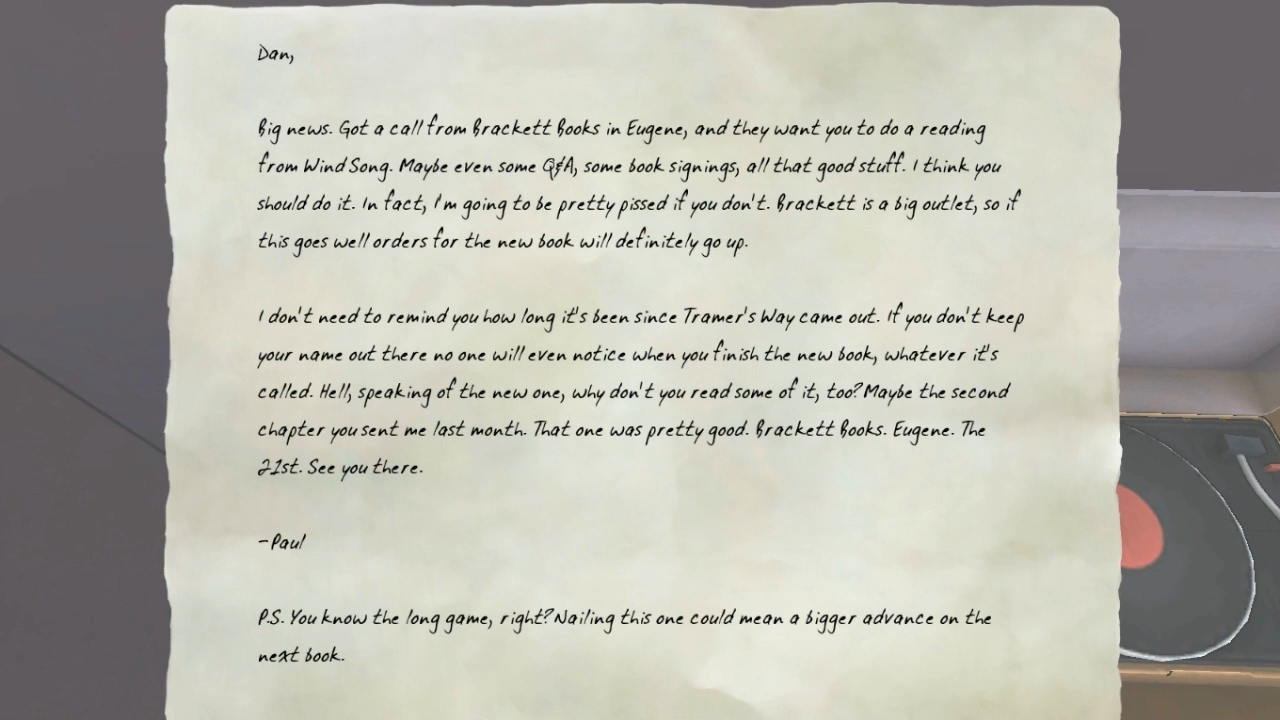 Dan,
Big news. Got a call from Brackett Books in Eugene, and they want you to do a reading
from Wind Song. Maybe even some Q&A, some book signings, all that good stuff. I think you
should do it. In fact, I'm going to be pretty pissed if you don't. Brackett is a big outlet, so if
this goes well orders for the new book will definitely go up.
I don't need to remind you how long it's been since Tramer's Way came out. If you don't keep
your name out there no one will even notice when you finish the new book, whatever it's
called. Hell, speaking of the new one, why don't you read some of it, too? Maybe the second
chapter you sent me last month. That one was pretty good. Brackett Books. Eugene. The
21st. See you there.
-Paul
P.S. You know the long game, right? Nailing this one could mean a bigger advance on the
next book.